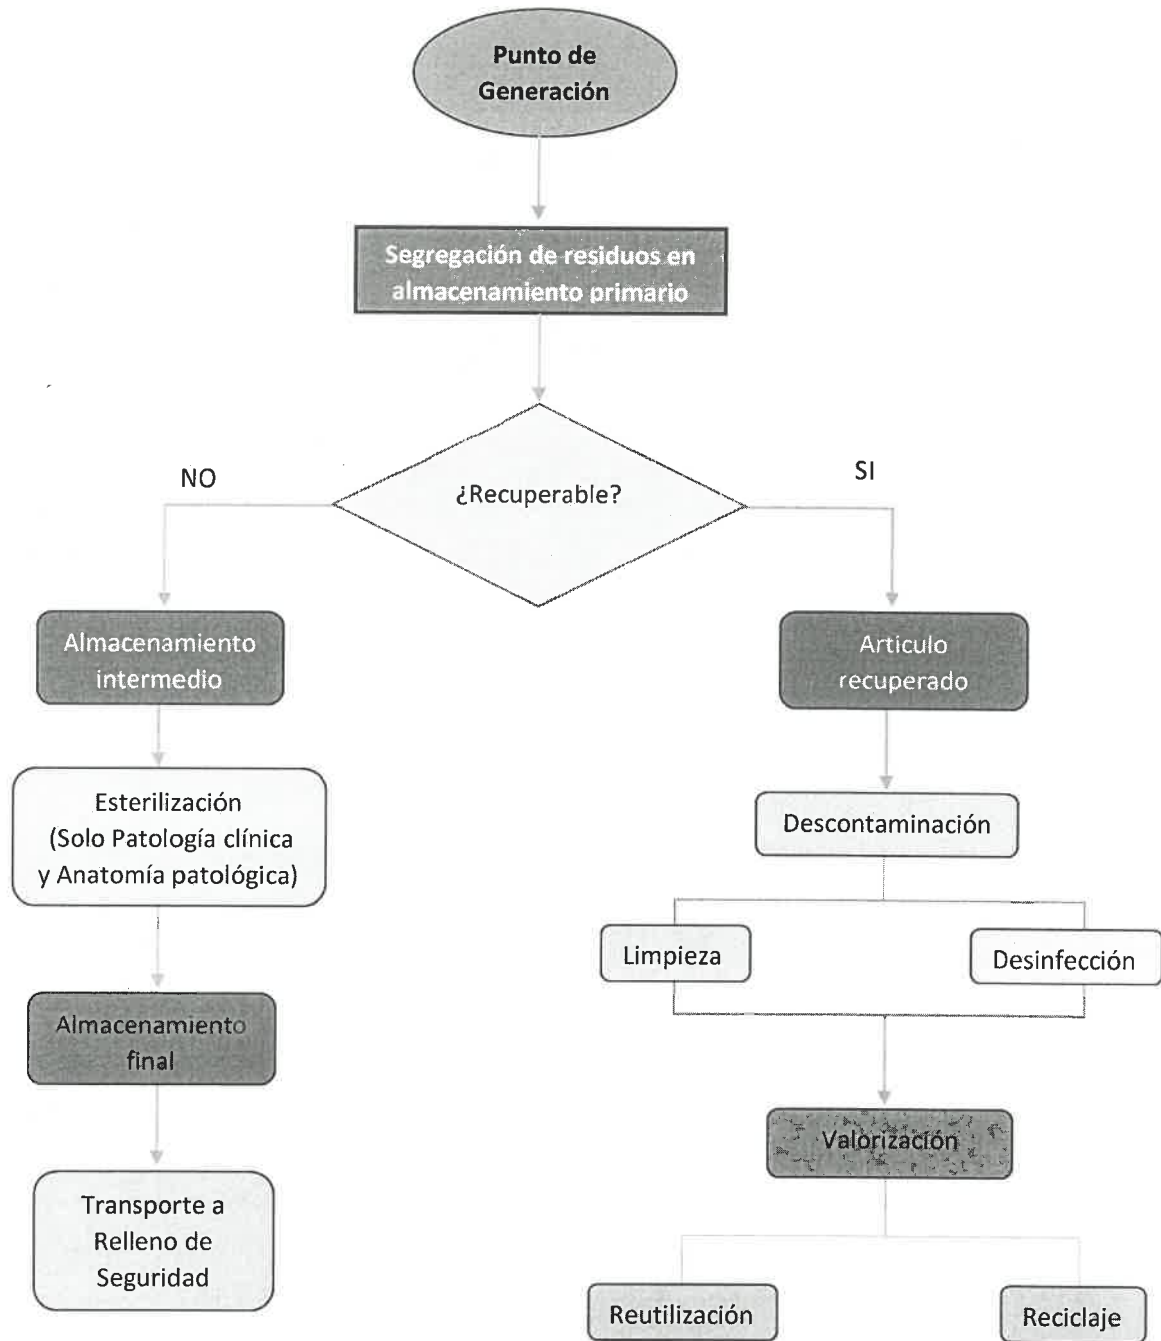 Punto de
Generación
Segregación de residuos en
almacenamiento primario
¿Recuperable?
NO
SI
Almacenamiento
intermedio
Articulo
recuperado
Esterilización
(Solo Patología clínica
y Anatomía patológica)
Descontaminación
Limpieza
Desinfección
Almacenamiento
final
Valorización
Transporte a
Relleno de
Seguridad
Reutilización
Reciclaje